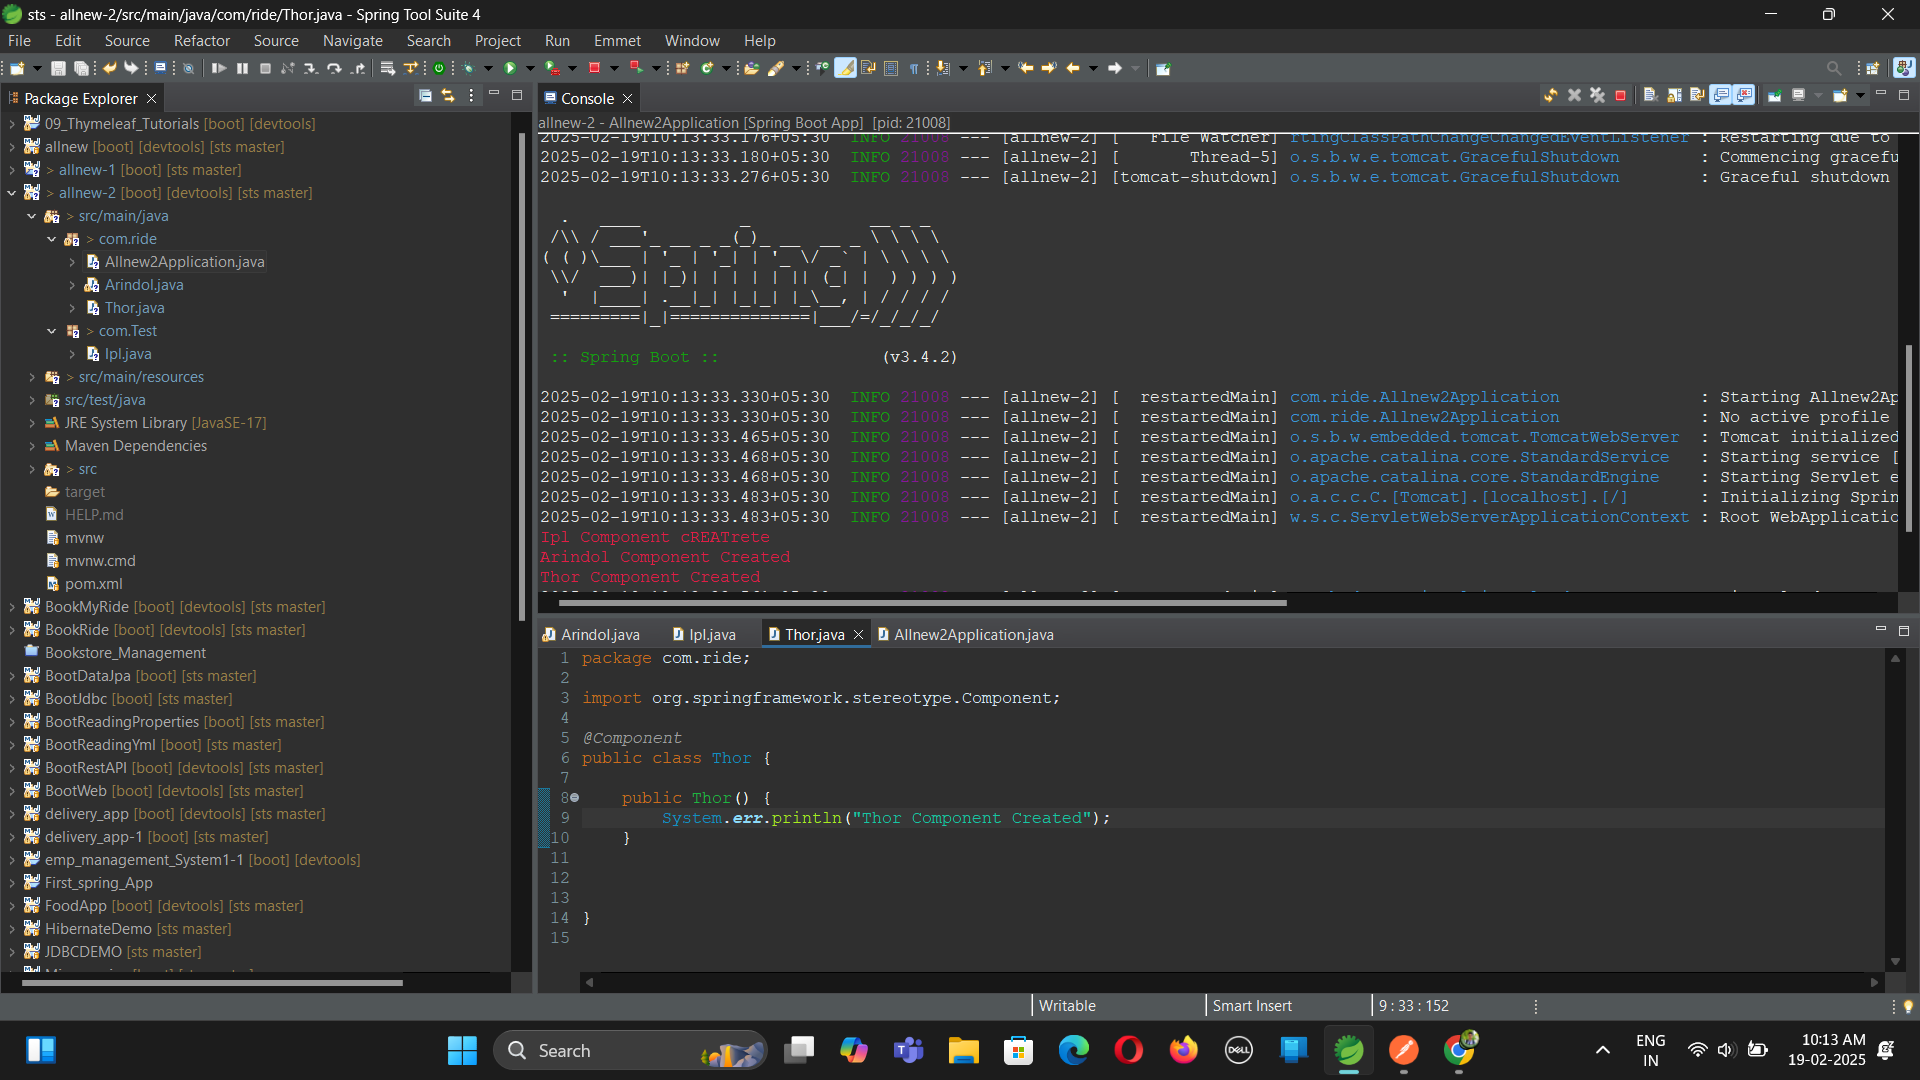 sts - allnew-2/src/main/java/com/ride/Thor.java - Spring Tool Suite 4
File Edit Source Refactor Source Navigate Search Project Run Emmet Window Help
Package Explorer
09_Thymeleaf_Tutorials [boot] [devtools]
allnew [boot] [devtools] [sts master]
> allnew-1 [boot] [sts master]
> allnew-2 [boot] [devtools] [sts master]
> src/main/java
> com.ride
Allnew2Application.java
Arindol.java
Thor.java
> com.Test
Ipl.java
> src/main/resources
src/test/java
JRE System Library [JavaSE-17]
Maven Dependencies
> src
target
HELP.md
mvnw
mvnw.cmd
pom.xml
BookMyRide [boot] [devtools] [sts master]
BookRide [boot] [devtools] [sts master]
Bookstore_Management
BootDataJpa [boot] [sts master]
BootJdbc [boot] [sts master]
BootReadingProperties [boot] [sts master]
BootReadingYml [boot] [sts master]
BootRestAPI [boot] [devtools] [sts master]
BootWeb [boot] [devtools] [sts master]
delivery_app [boot] [devtools] [sts master]
delivery_app-1 [boot] [sts master]
emp_management_System1-1 [boot] [devtools]
First_spring_App
FoodApp [boot] [devtools] [sts master]
HibernateDemo [sts master]
JDBCDEMO [sts master]
Console
allnew-2 - Allnew2Application [Spring Boot App] [pid: 21008]
2025-02-19T10:13:33.176+05:30 INFO 21008 --- [allnew-2] [ File Watcher] rtingClassPathChangeChangedEventListener : Restarting due to
2025-02-19T10:13:33.180+05:30 INFO 21008 --- [allnew-2] [ Thread-5] o.s.b.w.e.tomcat.GracefulShutdown : Commencing gracefu
2025-02-19T10:13:33.276+05:30 INFO 21008 --- [allnew-2] [tomcat-shutdown] o.s.b.w.e.tomcat.GracefulShutdown : Graceful shutdown
Spring
:: Spring Boot :: (v3.4.2)
2025-02-19T10:13:33.330+05:30 INFO 21008 --- [allnew-2] [ restartedMain] com.ride.Allnew2Application : Starting Allnew2Ap
2025-02-19T10:13:33.330+05:30 INFO 21008 --- [allnew-2] [ restartedMain] com.ride.Allnew2Application : No active profile
2025-02-19T10:13:33.465+05:30 INFO 21008 --- [allnew-2] [ restartedMain] o.s.b.w.embedded.tomcat.TomcatWebServer : Tomcat initialized
2025-02-19T10:13:33.468+05:30 INFO 21008 --- [allnew-2] [ restartedMain] o.apache.catalina.core.StandardService : Starting service [
2025-02-19T10:13:33.468+05:30 INFO 21008 --- [allnew-2] [ restartedMain] o.apache.catalina.core.StandardEngine : Starting Servlet e
2025-02-19T10:13:33.483+05:30 INFO 21008 --- [allnew-2] [ restartedMain] o.a.c.c.C.[Tomcat].[localhost].[/] : Initializing Sprin
2025-02-19T10:13:33.483+05:30 INFO 21008 --- [allnew-2] [ restartedMain] w.s.c.ServletWebServerApplicationContext : Root WebApplicatio
Ipl Component cREATrete
Arindol Component Created
Thor Component Created
Arindol.java Ipl.java Thor.java Allnew2Application.java
1 package com.ride;
2
3 import org.springframework.stereotype.Component;
4
5 @Component
6 public class Thor {
7
8 public Thor() {
9 System.err.println("Thor Component Created");
10 }
11
12
13
14 }
15
Writable Smart Insert 9 : 33 : 152
Search
DELL
ENG
IN
10:13 AM
19-02-2025